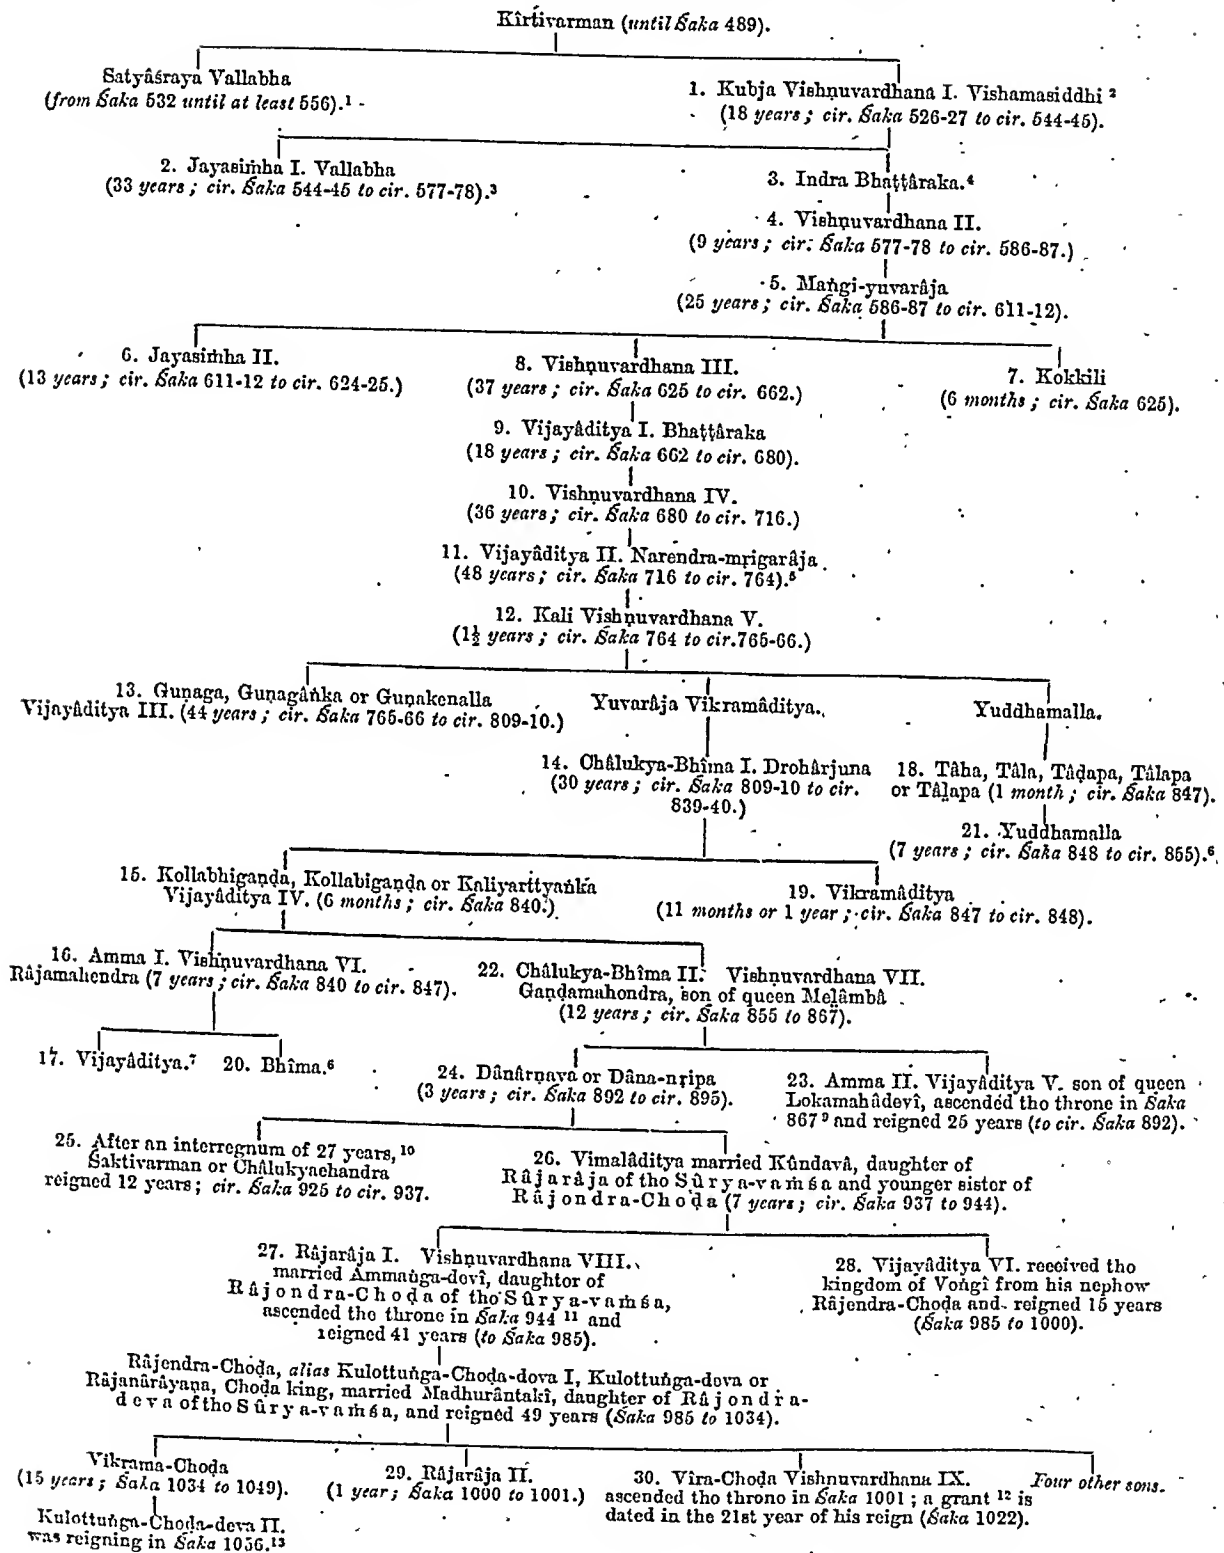 Kîrtivarman (until Śaka 489).
Satyâśraya Vallabha
(from Śaka 532 until at least 556).¹
1. Kubja Vishṇuvardhana I. Vishamasiddhi ²
(18 years; cir. Śaka 526-27 to cir. 544-45).
2. Jayasiṁha I. Vallabha
(33 years; cir. Śaka 544-45 to cir. 577-78).³
3. Indra Bhaṭṭâraka.⁴
4. Vishṇuvardhana II.
(9 years; cir. Śaka 577-78 to cir. 586-87.)
5. Maṅgi-yuvarâja
(25 years; cir. Śaka 586-87 to cir. 611-12).
6. Jayasiṁha II.
(13 years; cir. Śaka 611-12 to cir. 624-25.)
8. Vishṇuvardhana III.
(37 years; cir. Śaka 625 to cir. 662.)
7. Kokkili
(6 months; cir. Śaka 625).
9. Vijayâditya I. Bhaṭṭâraka
(18 years; cir. Śaka 662 to cir. 680).
10. Vishṇuvardhana IV.
(36 years; cir. Śaka 680 to cir. 716.)
11. Vijayâditya II. Narendra-mṛigarâja
(48 years; cir. Śaka 716 to cir. 764).⁵
12. Kali Vishṇuvardhana V.
(1½ years; cir. Śaka 764 to cir.765-66.)
13. Guṇaga, Guṇagâṅka or Guṇakenalla
Vijayâditya III. (44 years; cir. Śaka 765-66 to cir. 809-10.)
Yuvarâja Vikramâditya.
Yuddhamalla.
14. Châlukya-Bhîma I. Drohârjuna
(30 years; cir. Śaka 809-10 to cir.
839-40.)
18. Tâha, Tâla, Tâḍapa, Tâlapa
or Tâḷapa (1 month; cir. Śaka 847).
21. Yuddhamalla
(7 years; cir. Śaka 848 to cir. 855).⁶
15. Kollabhigaṇḍa, Kollabigaṇḍa or Kaliyarttyaṅka
Vijayâditya IV. (6 months; cir. Śaka 840.)
19. Vikramâditya
(11 months or 1 year; cir. Śaka 847 to cir. 848).
16. Amma I. Vishṇuvardhana VI.
Râjamahendra (7 years; cir. Śaka 840 to cir. 847).
22. Châlukya-Bhîma II. Vishṇuvardhana VII.
Gaṇḍamahendra, son of queen Meḷâmbâ
(12 years; cir. Śaka 855 to 867).
17. Vijayâditya.⁷ 20. Bhîma.⁶
24. Dânârṇava or Dâna-nṛipa
(3 years; cir. Śaka 892 to cir. 895).
23. Amma II. Vijayâditya V. son of queen
Lokamahâdevî, ascended the throne in Śaka
867 ⁹ and reigned 25 years (to cir. Śaka 892).
25. After an interregnum of 27 years,¹⁰
Śaktivarman or Châlukyachandra
reigned 12 years; cir. Śaka 925 to cir. 937.
26. Vimalâditya married Kûndavâ, daughter of
Râjarâja of the Sûrya-vaṁśa and younger sister of
Râjendra-Choḍa (7 years; cir. Śaka 937 to 944).
27. Râjarâja I. Vishṇuvardhana VIII.
married Ammaṅga-devî, daughter of
Râjendra-Choḍa of the Sûrya-vaṁśa,
ascended the throne in Śaka 944 ¹¹ and
reigned 41 years (to Śaka 985).
28. Vijayâditya VI. received the
kingdom of Veṅgî from his nephew
Râjendra-Choḍa and reigned 15 years
(Śaka 985 to 1000).
Râjendra-Choḍa, alias Kulottuṅga-Choḍa-deva I, Kulottuṅga-deva or
Râjanârâyaṇa, Choḍa king, married Madhurântakî, daughter of Râjendra-
deva of the Sûrya-vaṁśa, and reigned 49 years (Śaka 985 to 1034).
Vikrama-Choḍa
(15 years; Śaka 1034 to 1049).
29. Râjarâja II.
(1 year; Śaka 1000 to 1001.)
30. Vîra-Choḍa Vishṇuvardhana IX.
ascended the throne in Śaka 1001; a grant ¹² is
dated in the 21st year of his reign (Śaka 1022).
Four other sons.
Kulottuṅga-Choḍa-deva II.
was reigning in Śaka 1056.¹³